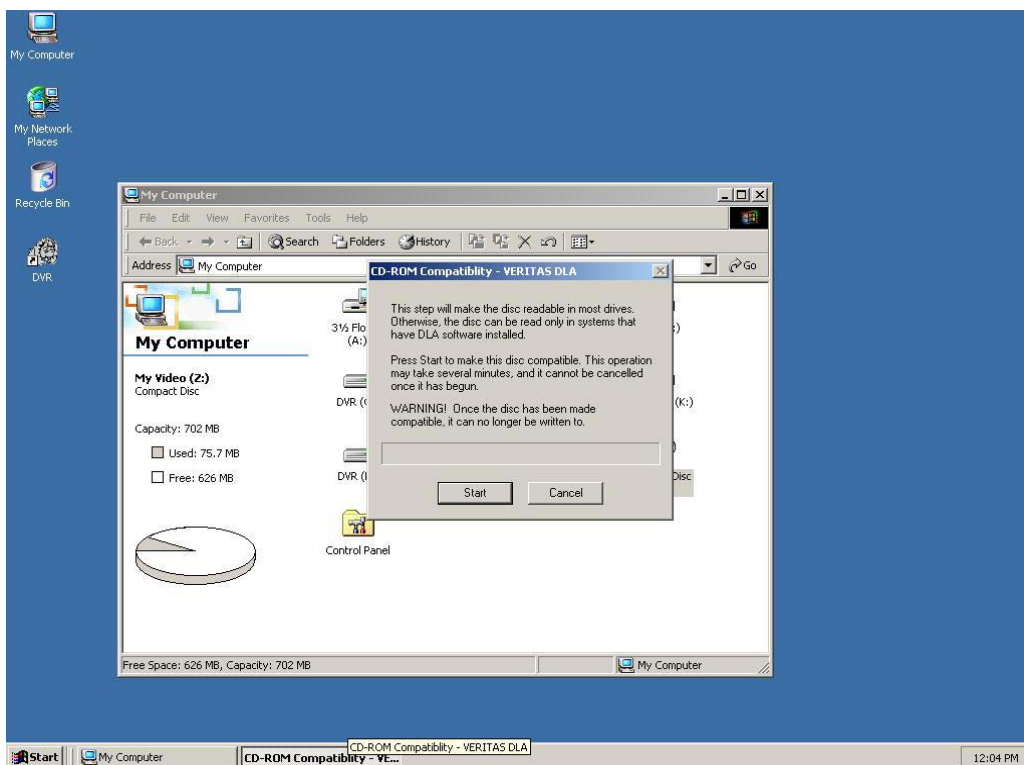 My Computer
My Network
Places
Recycle Bin
DVR
My Computer
File Edit View Favorites Tools Help
Back Search Folders History
Address My Computer Go
My Computer
My Video (Z:)
Compact Disc
Capacity: 702 MB
Used: 75.7 MB
Free: 626 MB
3½ Flo
(A:)
DVR (
:)
(K:)
DVR (
Disc
Control Panel
CD-ROM Compatiblity - VERITAS DLA
This step will make the disc readable in most drives.
Otherwise, the disc can be read only in systems that
have DLA software installed.
Press Start to make this disc compatible. This operation
may take several minutes, and it cannot be cancelled
once it has begun.
WARNING! Once the disc has been made
compatible, it can no longer be written to.
Start Cancel
Free Space: 626 MB, Capacity: 702 MB My Computer
CD-ROM Compatiblity - VERITAS DLA
Start My Computer CD-ROM Compatiblity - VE... 12:04 PM